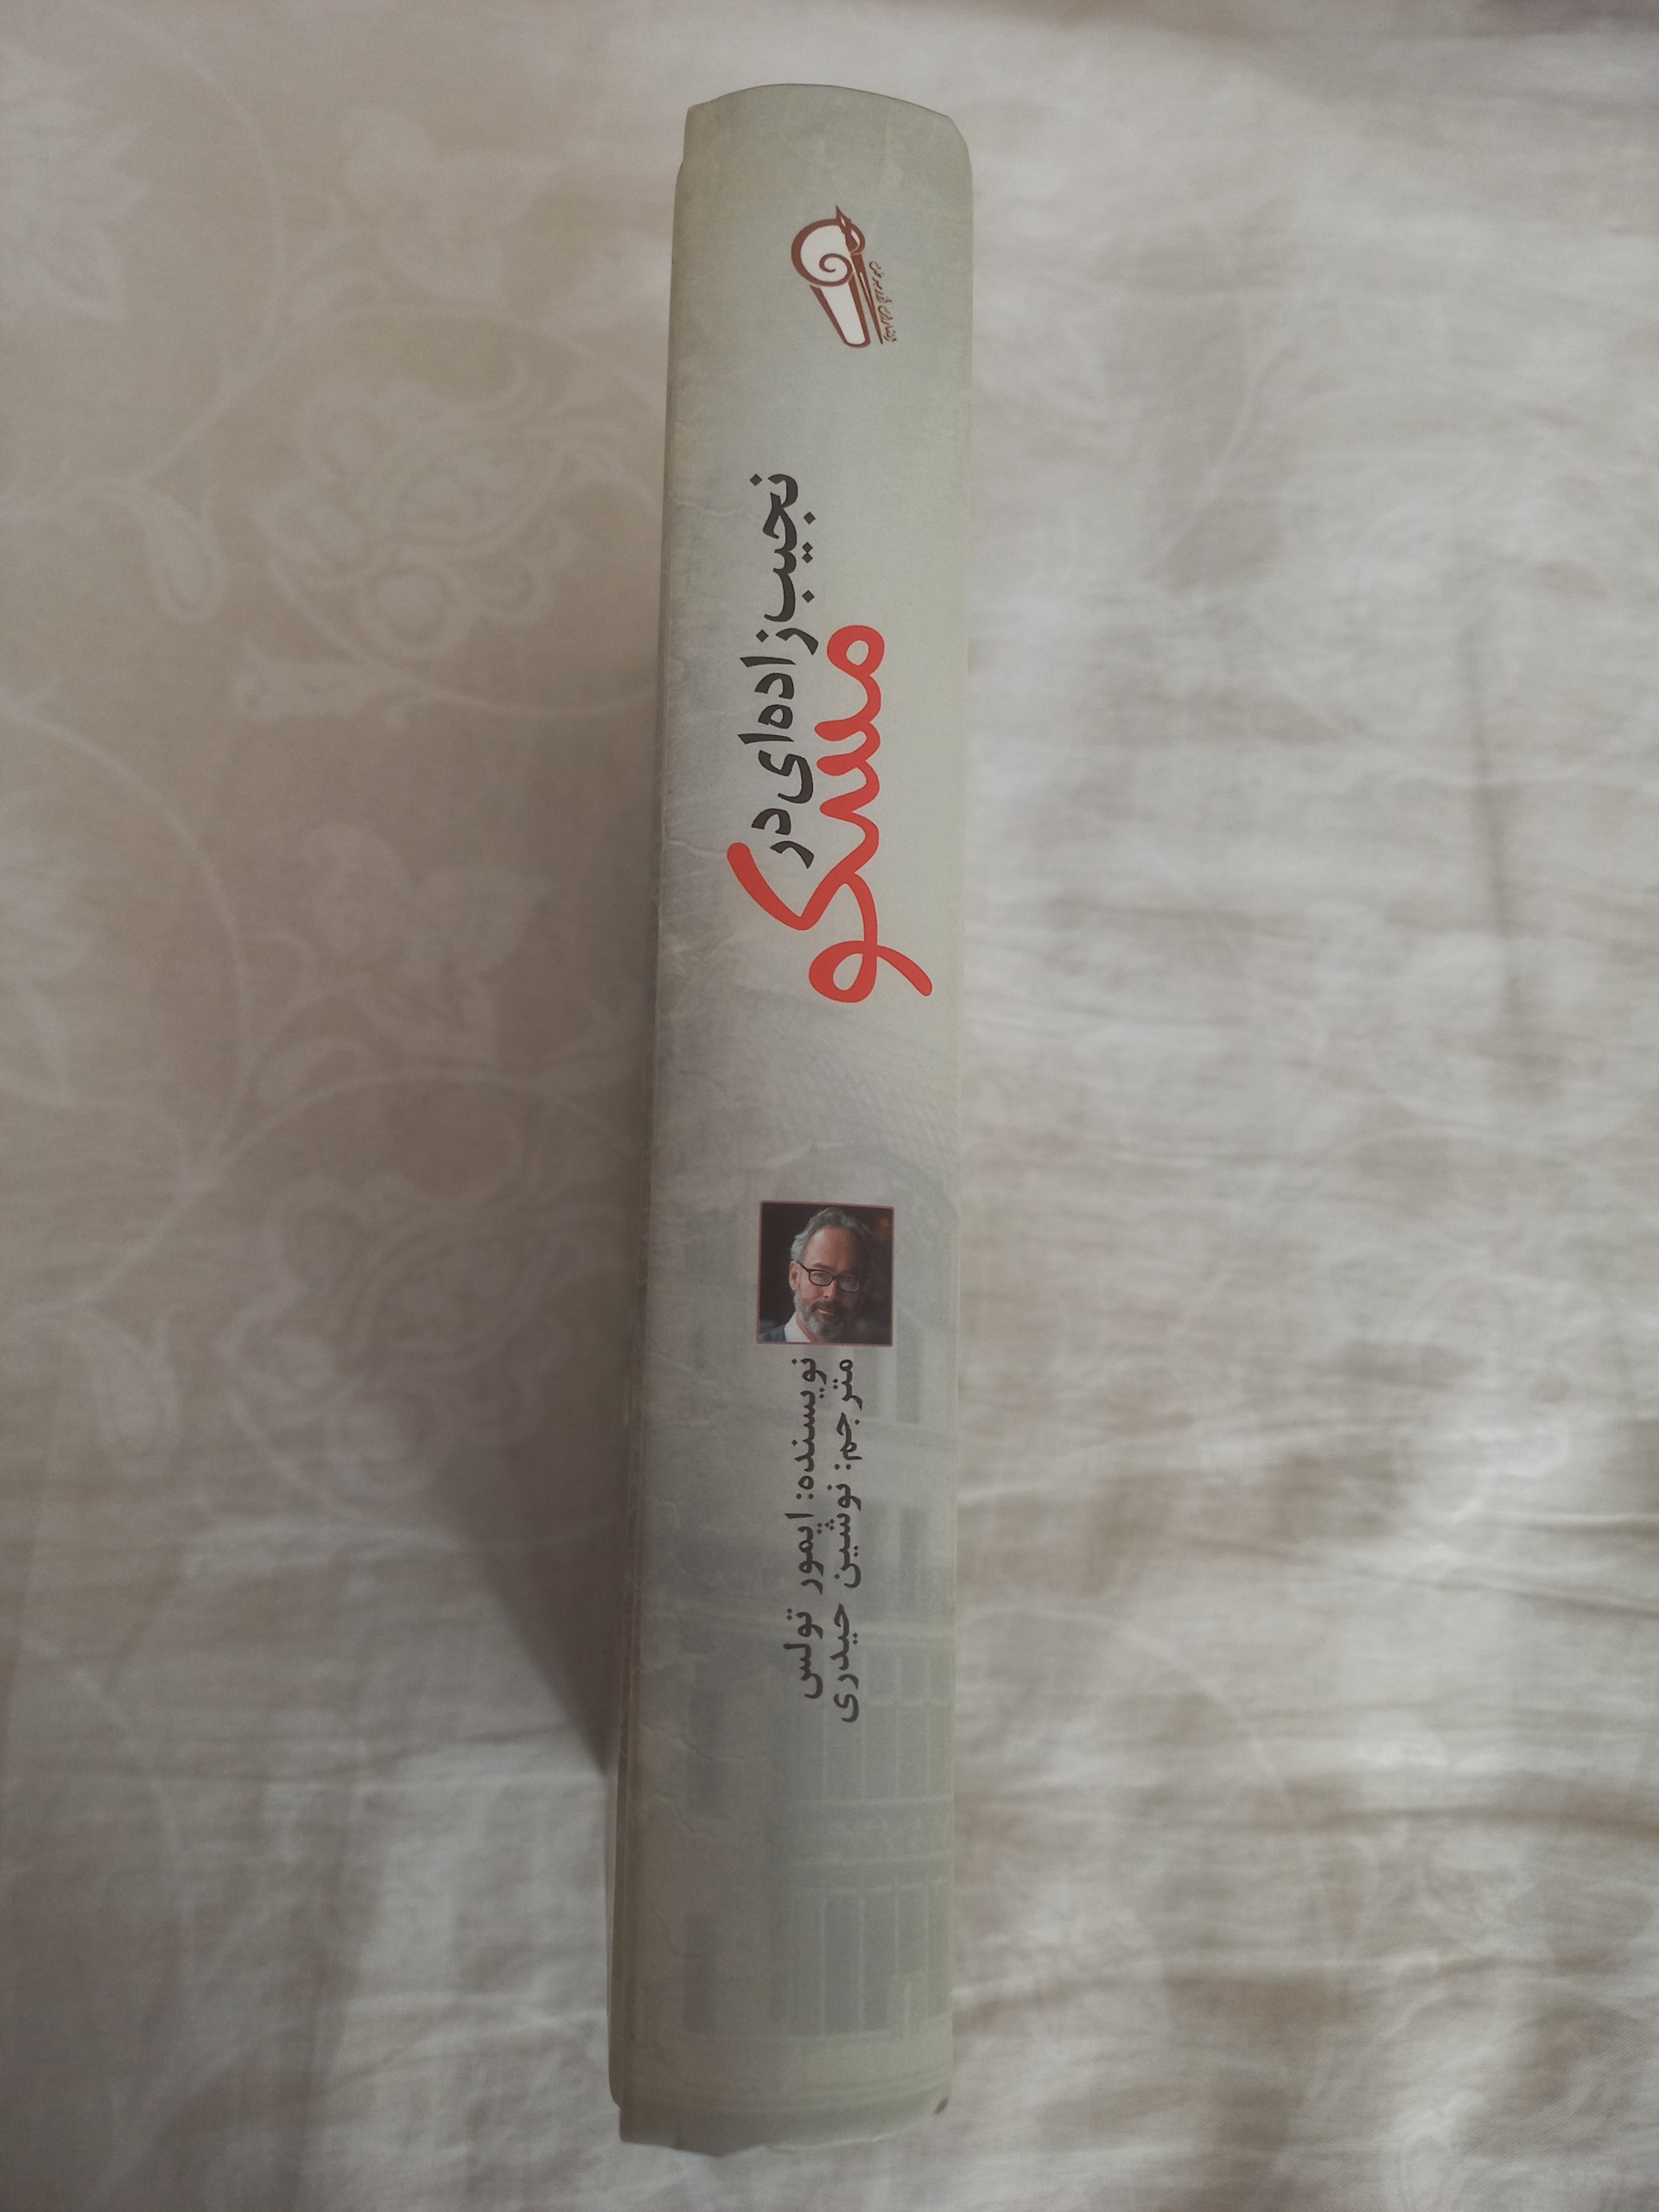 نجیب‌زاده‌ای در
مسکو
نویسنده: ایمور تولس
مترجم: نوشین حیدری